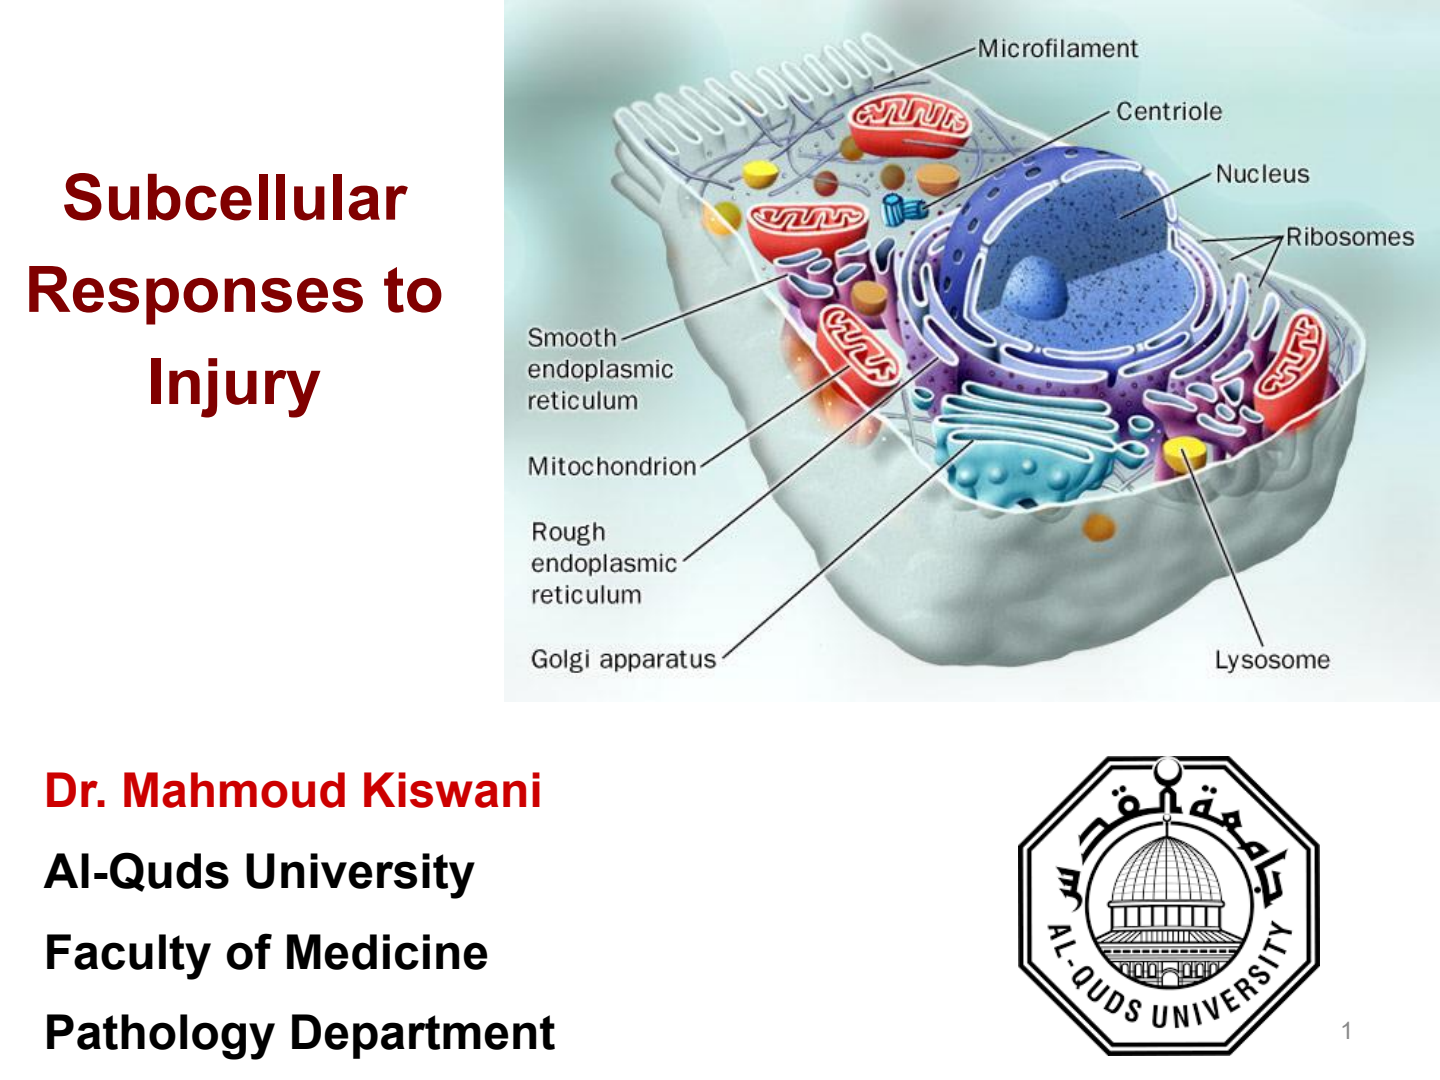 Subcellular
Responses to
Injury
Microfilament
Centriole
Nucleus
Ribosomes
Smooth
endoplasmic
reticulum
Mitochondrion
Rough
endoplasmic
reticulum
Golgi apparatus
Lysosome
Dr. Mahmoud Kiswani
Al-Quds University
Faculty of Medicine
Pathology Department
جامعة القدس
AL-QUDS UNIVERSITY
1